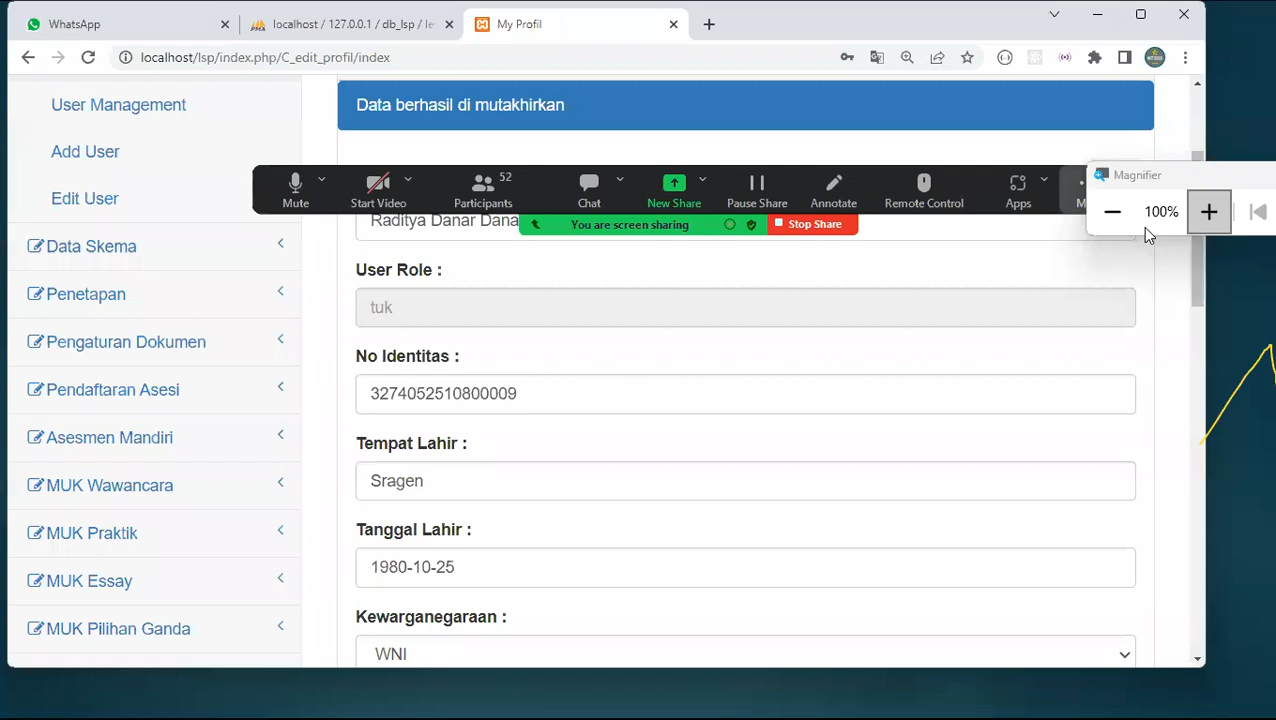 WhatsApp
localhost / 127.0.0.1 / db_lsp / le
My Profil
localhost/lsp/index.php/C_edit_profil/index
User Management
Add User
Edit User
Data Skema
Penetapan
Pengaturan Dokumen
Pendaftaran Asesi
Asesmen Mandiri
MUK Wawancara
MUK Praktik
MUK Essay
MUK Pilihan Ganda
Data berhasil di mutakhirkan
Mute
Start Video
52
Participants
Chat
New Share
Pause Share
Annotate
Remote Control
Apps
You are screen sharing
Stop Share
Magnifier
100%
Raditya Danar Dana
User Role :
tuk
No Identitas :
3274052510800009
Tempat Lahir :
Sragen
Tanggal Lahir :
1980-10-25
Kewarganegaraan :
WNI